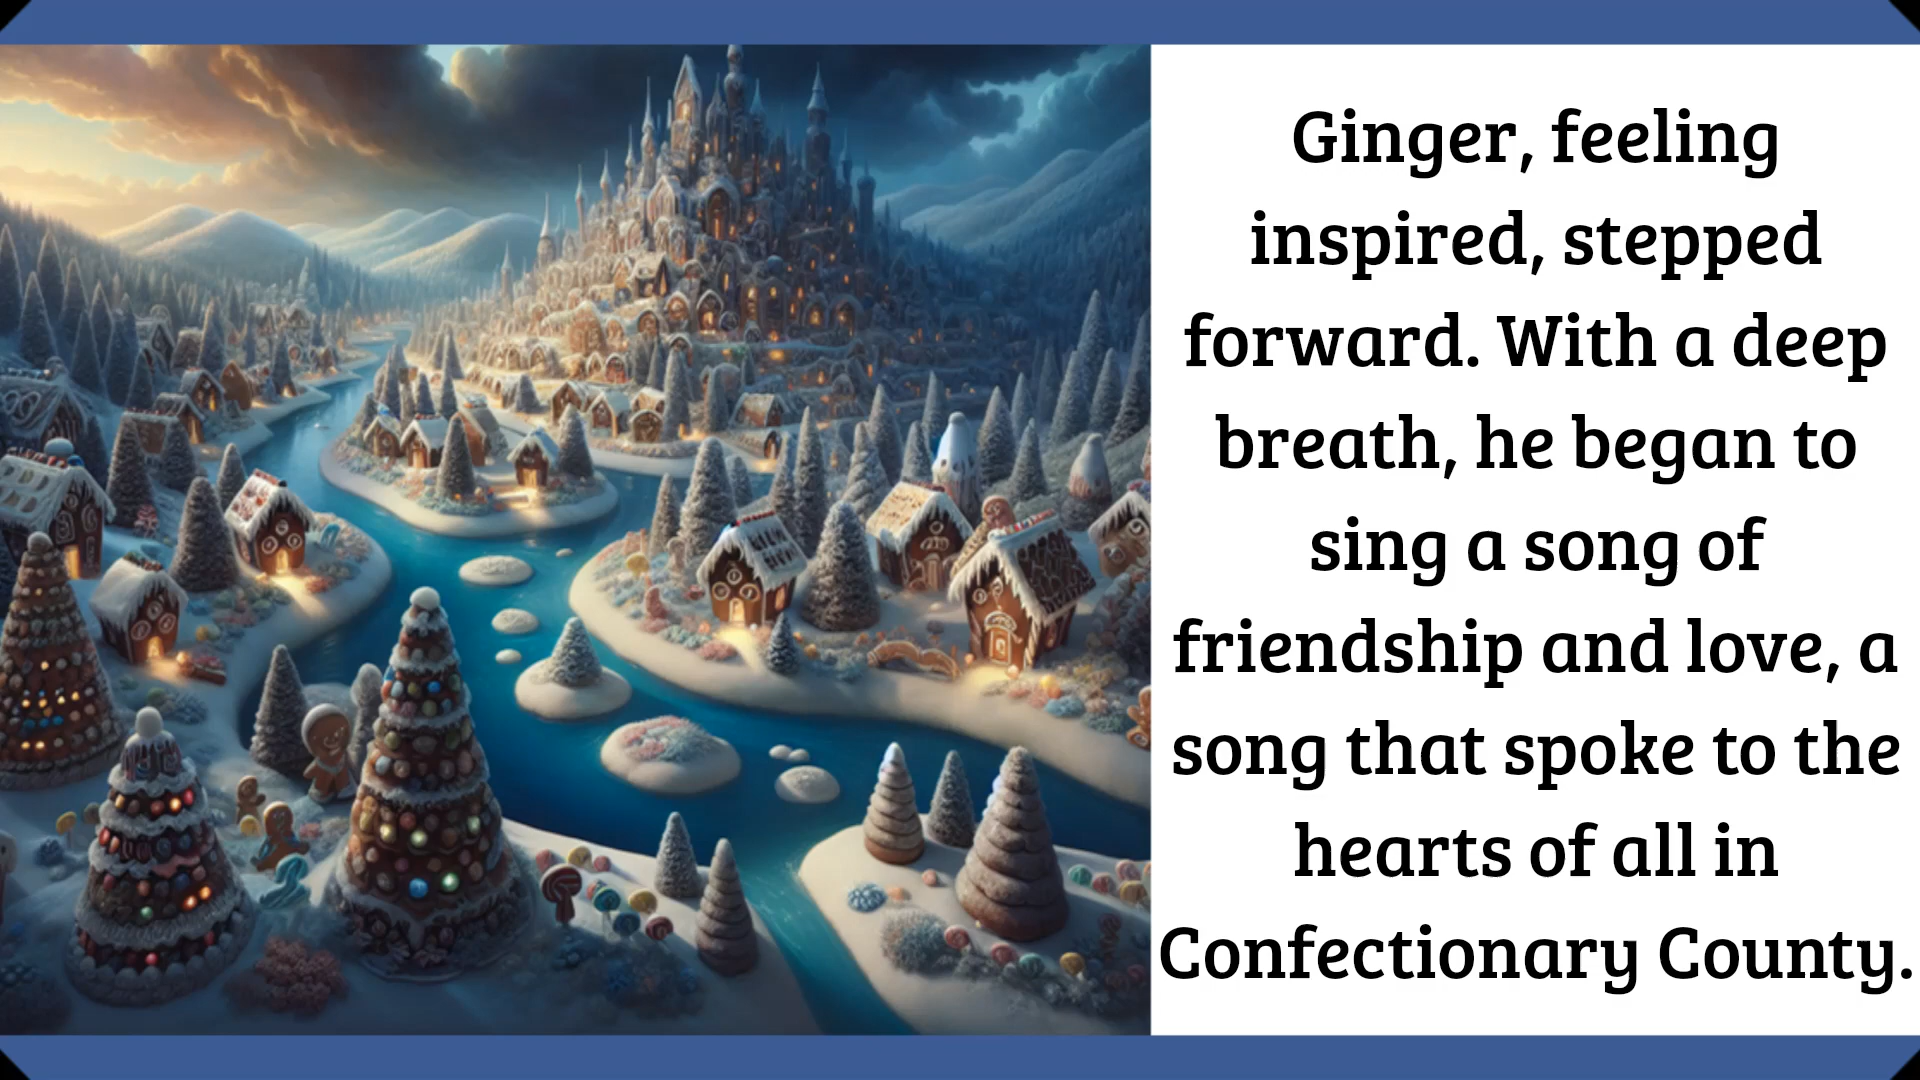 Ginger, feeling
inspired, stepped
forward. With a deep
breath, he began to
sing a song of
friendship and love, a
song that spoke to the
hearts of all in
Confectionary County.